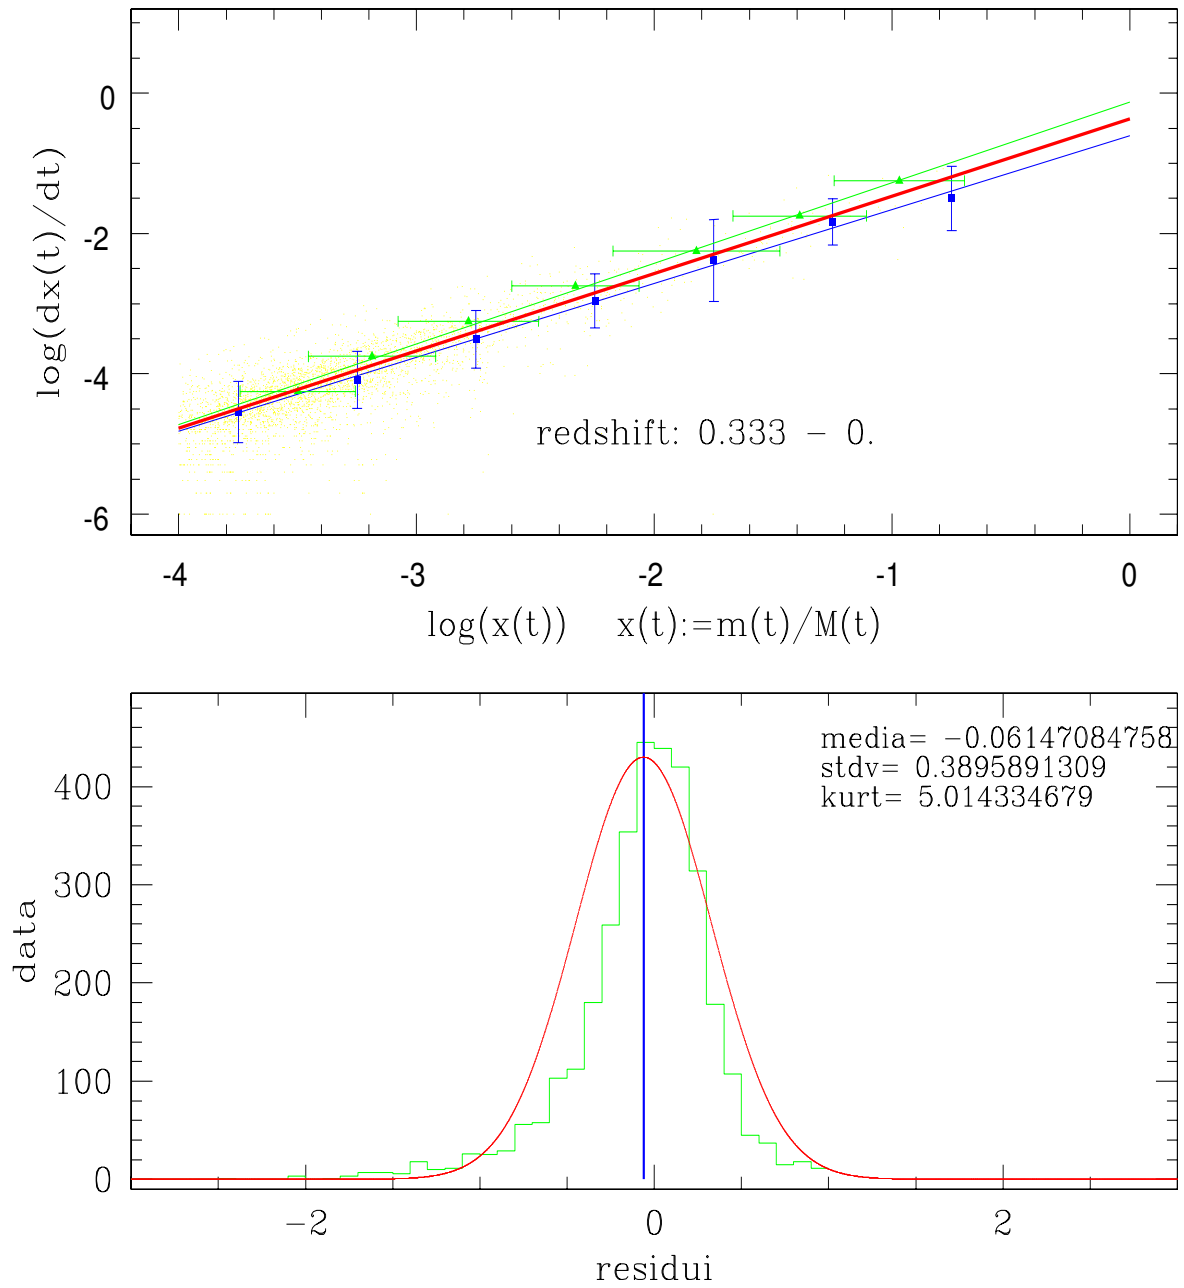 0
-2
-4
-6
log(dx(t)/dt)
redshift: 0.333 − 0.
-4 -3 -2 -1 0
log(x(t)) x(t):=m(t)/M(t)
media= −0.06147084758
stdv= 0.3895891309
kurt= 5.014334679
400
300
200
100
0
data
−2 0 2
residui